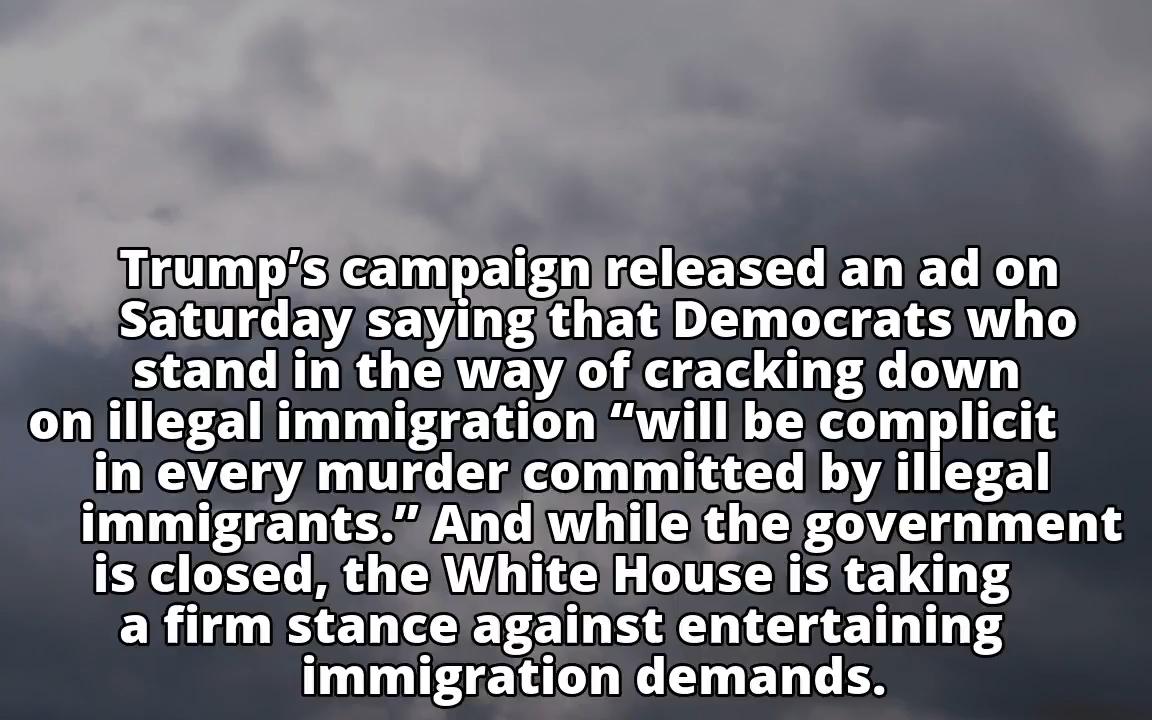 Trump’s campaign released an ad on
Saturday saying that Democrats who
stand in the way of cracking down
on illegal immigration “will be complicit
in every murder committed by illegal
immigrants.” And while the government
is closed, the White House is taking
a firm stance against entertaining
immigration demands.